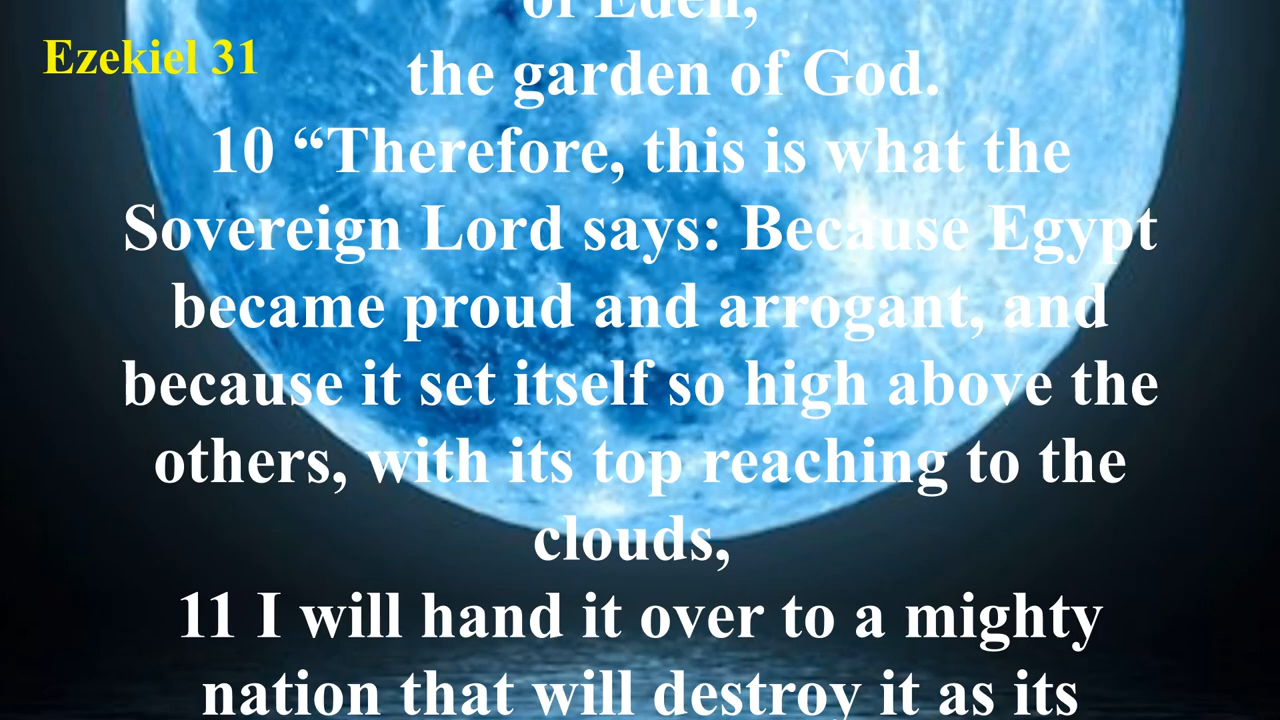 of Eden,
Ezekiel 31
the garden of God.
10 “Therefore, this is what the
Sovereign Lord says: Because Egypt
became proud and arrogant, and
because it set itself so high above the
others, with its top reaching to the
clouds,
11 I will hand it over to a mighty
nation that will destroy it as its